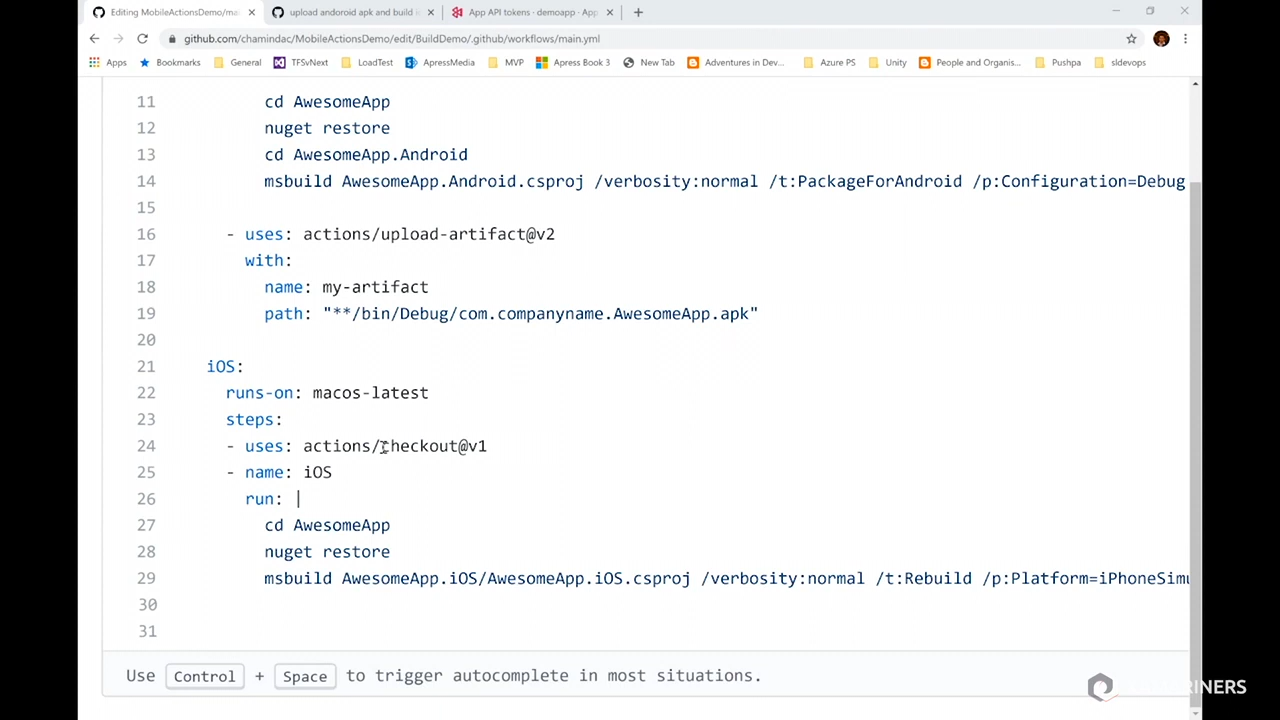 Editing MobileActionsDemo/ma
upload andoroid apk and build i
App API tokens · demoapp · App
github.com/chamindac/MobileActionsDemo/edit/BuildDemo/.github/workflows/main.yml
Apps Bookmarks General TFSvNext LoadTest ApressMedia MVP Apress Book 3 New Tab Adventures in Dev... Azure PS Unity People and Organis... Pushpa sldevops
11 cd AwesomeApp
12 nuget restore
13 cd AwesomeApp.Android
14 msbuild AwesomeApp.Android.csproj /verbosity:normal /t:PackageForAndroid /p:Configuration=Debug
15
16 - uses: actions/upload-artifact@v2
17 with:
18 name: my-artifact
19 path: "**/bin/Debug/com.companyname.AwesomeApp.apk"
20
21 iOS:
22 runs-on: macos-latest
23 steps:
24 - uses: actions/checkout@v1
25 - name: iOS
26 run: |
27 cd AwesomeApp
28 nuget restore
29 msbuild AwesomeApp.iOS/AwesomeApp.iOS.csproj /verbosity:normal /t:Rebuild /p:Platform=iPhoneSimu
30
31
Use Control + Space to trigger autocomplete in most situations.